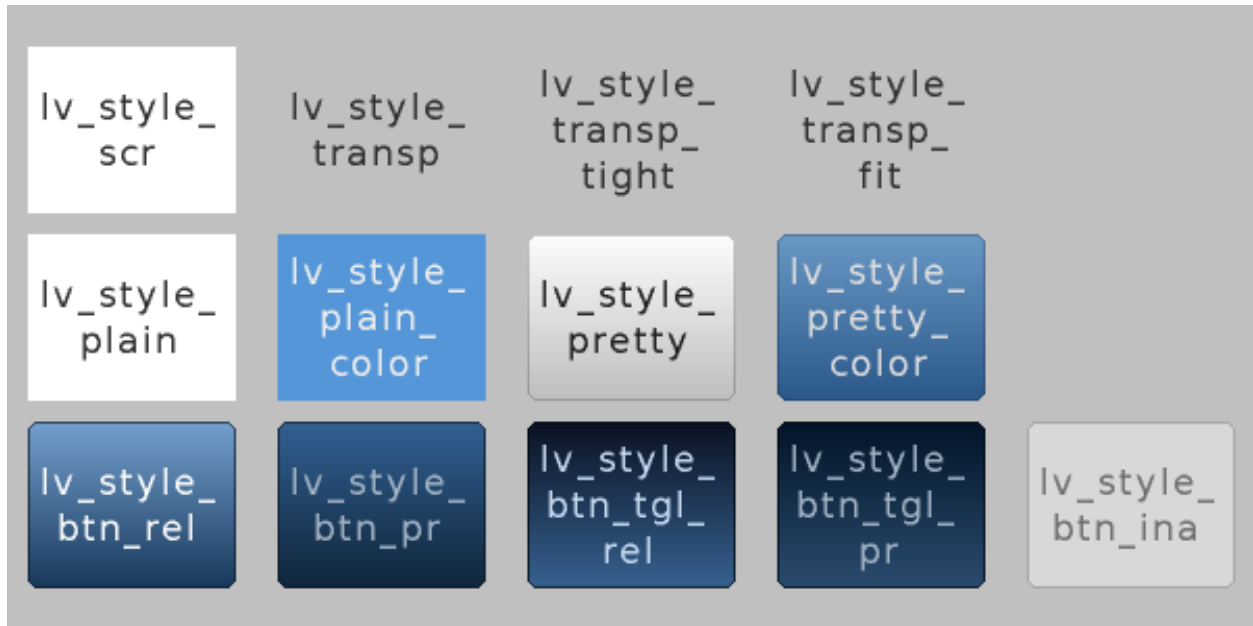 lv_style_
scr
lv_style_
transp
lv_style_
transp_
tight
lv_style_
transp_
fit
lv_style_
plain
lv_style_
plain_
color
lv_style_
pretty
lv_style_
pretty_
color
lv_style_
btn_rel
lv_style_
btn_pr
lv_style_
btn_tgl_
rel
lv_style_
btn_tgl_
pr
lv_style_
btn_ina